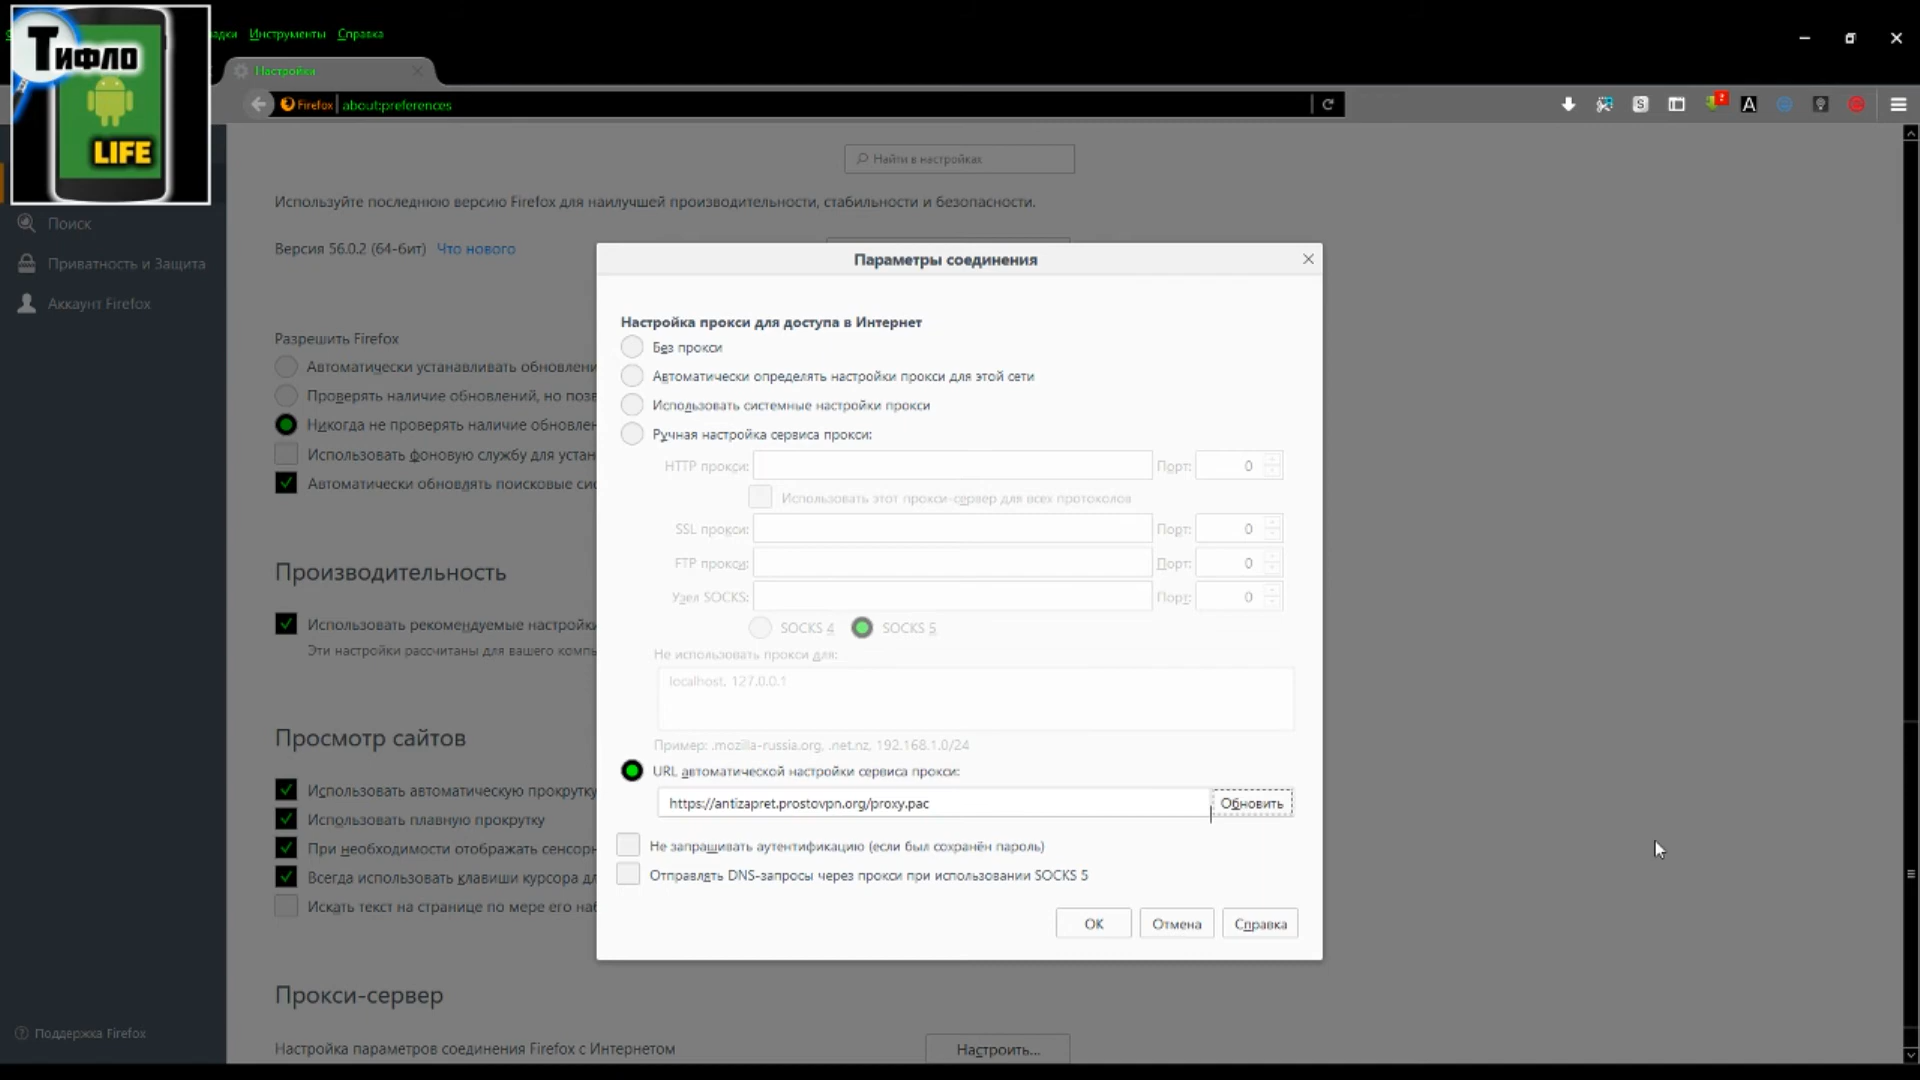 Тифло
LIFE
Инструменты Справка
Настройки
Firefox about:preferences
Найти в настройках
Используйте последнюю версию Firefox для наилучшей производительности, стабильности и безопасности.
Поиск
Версия 56.0.2 (64-бит) Что нового
Приватность и Защита
Аккаунт Firefox
Параметры соединения
Настройка прокси для доступа в Интернет
Без прокси
Разрешить Firefox
Автоматически устанавливать
Автоматически определять настройки прокси для этой сети
Проверять наличие обновлений, но
Использовать системные настройки прокси
Никогда не проверять наличие
Ручная настройка сервиса прокси:
Использовать фоновую службу для
HTTP прокси: Порт: 0
Автоматически обновлять поисковые
Использовать этот прокси-сервер для всех протоколов
SSL прокси: Порт: 0
FTP прокси: Порт: 0
Производительность
Узел SOCKS: Порт: 0
Использовать рекомендуемые настройки
SOCKS 4 SOCKS 5
Эти настройки рассчитаны для вашего
Не использовать прокси для:
localhost, 127.0.0.1
Просмотр сайтов
Пример: .mozilla-russia.org, .net.nz, 192.168.1.0/24
URL автоматической настройки сервиса прокси:
Использовать автоматическую прокрутку
https://antizapret.prostovpn.org/proxy.pac Обновить
Использовать плавную прокрутку
При необходимости отображать
Не запрашивать аутентификацию (если был сохранён пароль)
Всегда использовать клавиши курсора
Отправлять DNS-запросы через прокси при использовании SOCKS 5
Искать текст на странице по мере его
ОК Отмена Справка
Прокси-сервер
Поддержка Firefox
Настройка параметров соединения Firefox с Интернетом Настроить...